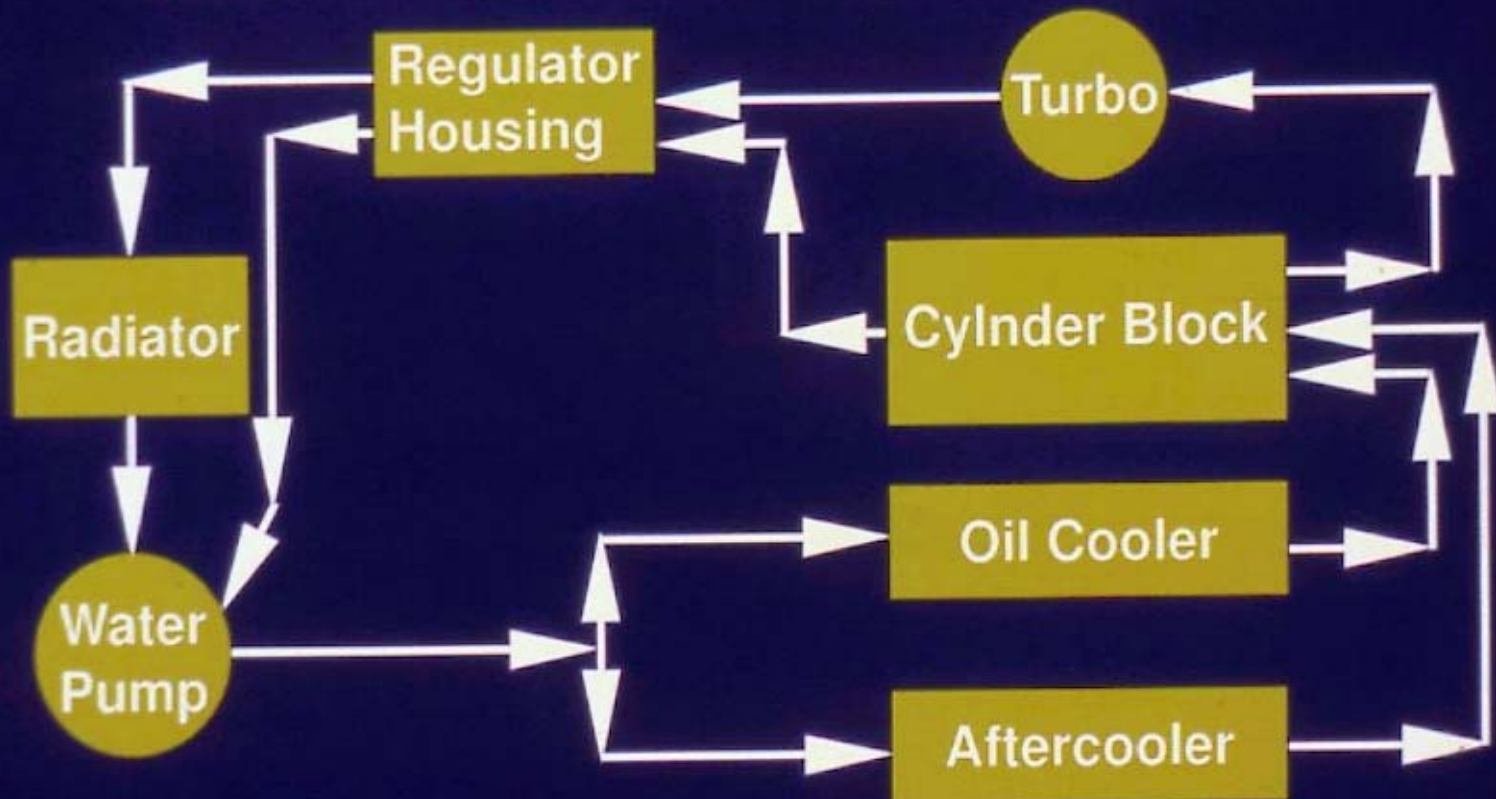 Regulator
Housing
Turbo
Radiator
Cylnder Block
Oil Cooler
Water
Pump
Aftercooler